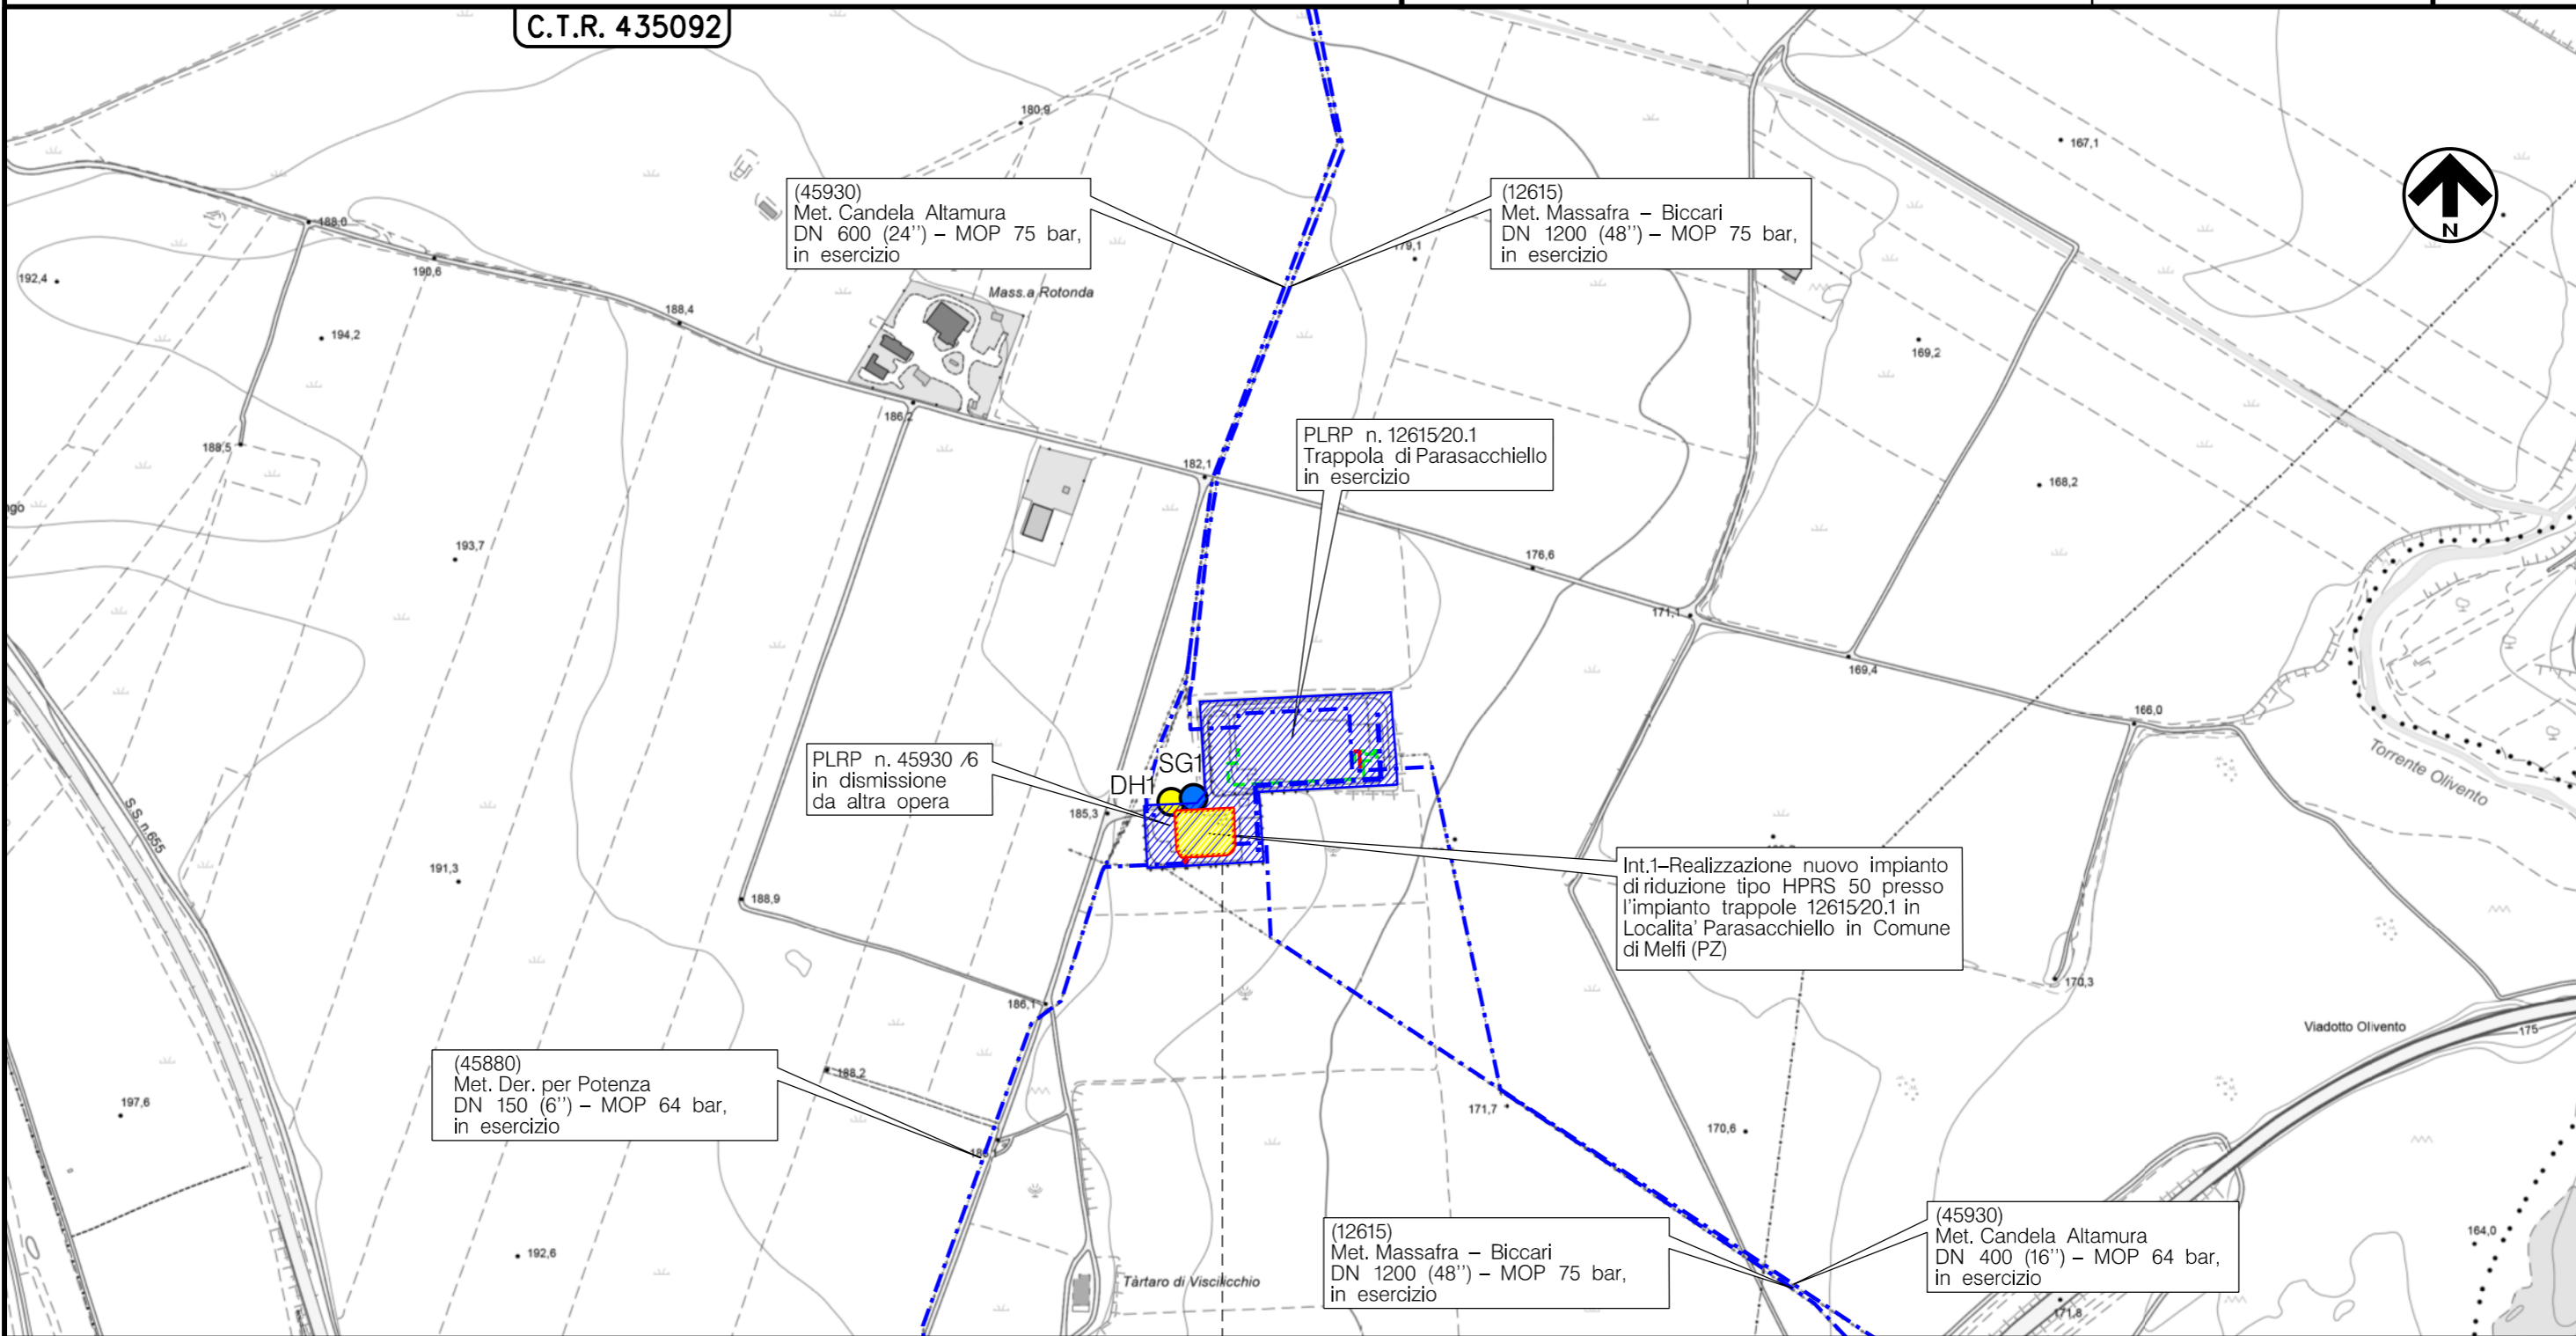 C.T.R. 435092
180,9
167,1
(45930)
Met. Candela Altamura
DN 600 (24'') – MOP 75 bar,
in esercizio
(12615)
Met. Massafra – Biccari
DN 1200 (48'') – MOP 75 bar,
in esercizio
N
188,0
179,1
190,6
192,4
Mass.a Rotonda
188,4
194,2
169,2
186,2
188,5
PLRP n. 12615/20.1
Trappola di Parasacchiello
in esercizio
182,1
168,2
193,7
176,6
171,1
169,4
166,0
Torrente Olivento
PLRP n. 45930 /6
in dismissione
da altra opera
SG1
DH1
185,3
S.S. n.655
191,3
188,9
Int.1–Realizzazione nuovo impianto
di riduzione tipo HPRS 50 presso
l'impianto trappole 12615/20.1 in
Localita' Parasacchiello in Comune
di Melfi (PZ)
170,3
186,1
Viadotto Olivento
175
(45880)
Met. Der. per Potenza
DN 150 (6'') – MOP 64 bar,
in esercizio
188,2
197,6
171,7
170,6
192,6
Tàrtaro di Viscilicchio
(12615)
Met. Massafra – Biccari
DN 1200 (48'') – MOP 75 bar,
in esercizio
(45930)
Met. Candela Altamura
DN 400 (16'') – MOP 64 bar,
in esercizio
164,0
171,8